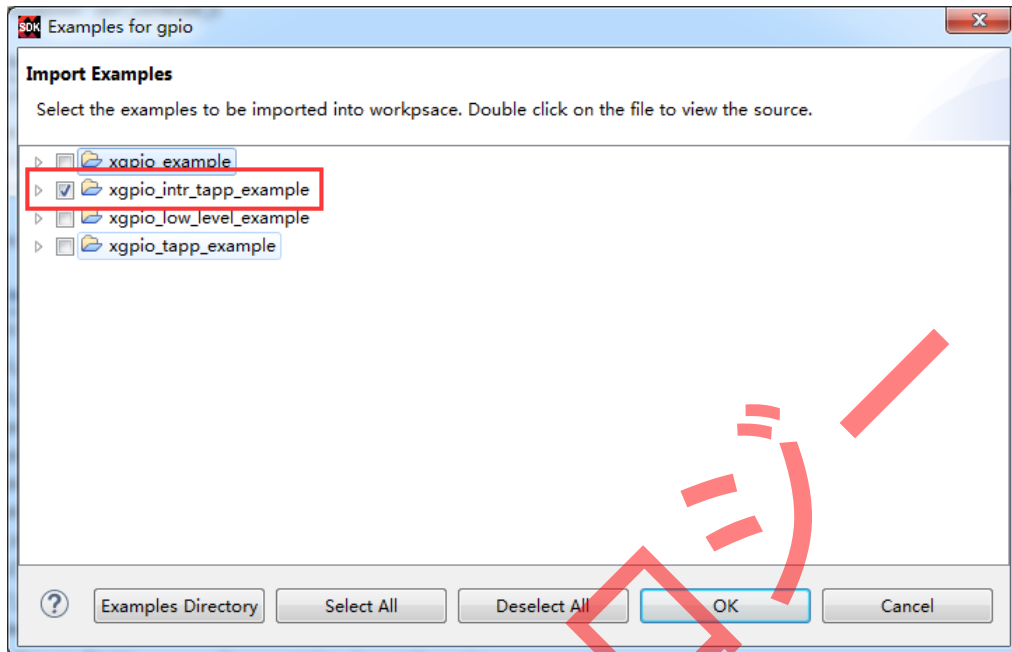 SDK Examples for gpio
Import Examples
Select the examples to be imported into workpsace. Double click on the file to view the source.
xgpio_example
xgpio_intr_tapp_example
xgpio_low_level_example
xgpio_tapp_example
? Examples Directory Select All Deselect All OK Cancel